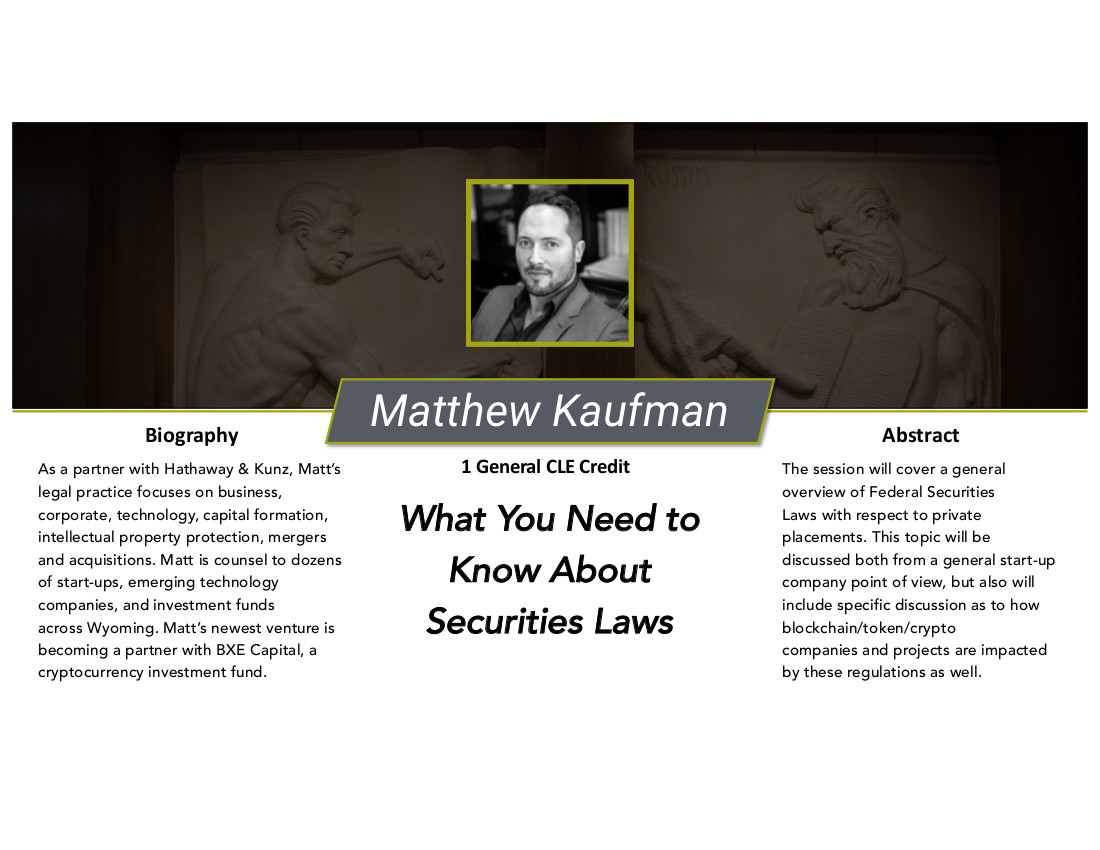 RUSSIN
Matthew Kaufman
Biography
As a partner with Hathaway & Kunz, Matt’s
legal practice focuses on business,
corporate, technology, capital formation,
intellectual property protection, mergers
and acquisitions. Matt is counsel to dozens
of start-ups, emerging technology
companies, and investment funds
across Wyoming. Matt’s newest venture is
becoming a partner with BXE Capital, a
cryptocurrency investment fund.
1 General CLE Credit
What You Need to
Know About
Securities Laws
Abstract
The session will cover a general
overview of Federal Securities
Laws with respect to private
placements. This topic will be
discussed both from a general start-up
company point of view, but also will
include specific discussion as to how
blockchain/token/crypto
companies and projects are impacted
by these regulations as well.